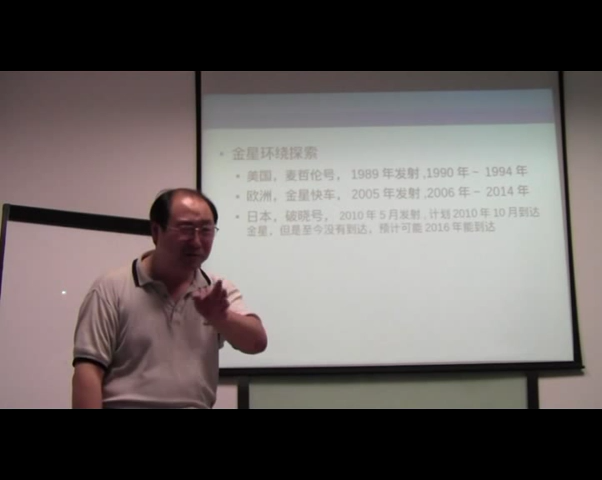 • 金星环绕探索
• 美国，麦哲伦号， 1989 年发射 ,1990 年－ 1994 年
• 欧洲，金星快车， 2005 年发射 ,2006 年－ 2014 年
• 日本，破晓号， 2010 年 5 月发射 , 计划 2010 年 10 月到达
金星，但是至今没有到达，预计可能 2016 年能到达